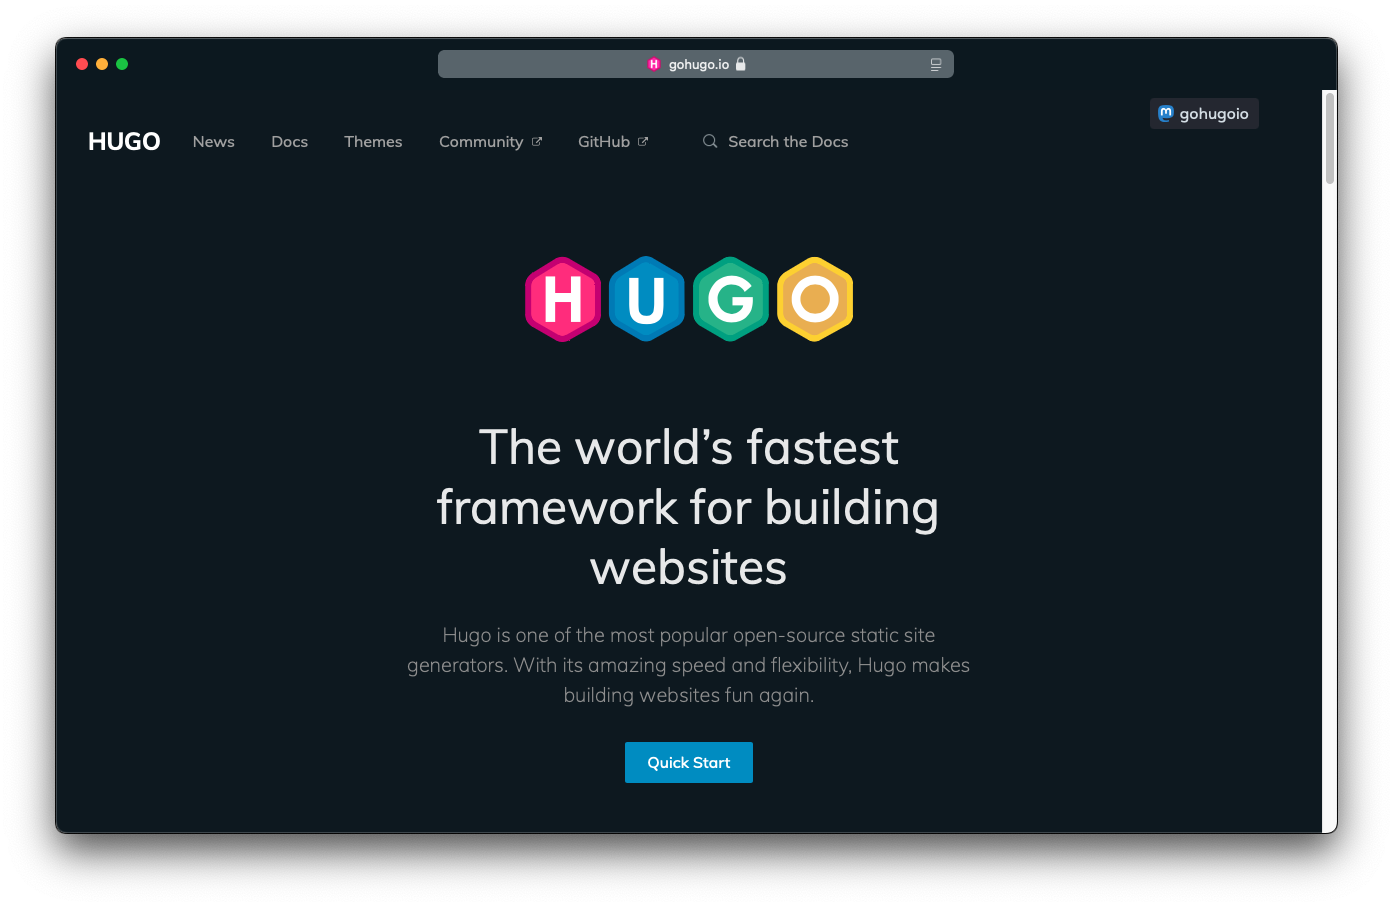 H gohugo.io
gohugoio
HUGO News Docs Themes Community GitHub Search the Docs
HUGO
The world’s fastest
framework for building
websites
Hugo is one of the most popular open-source static site
generators. With its amazing speed and flexibility, Hugo makes
building websites fun again.
Quick Start